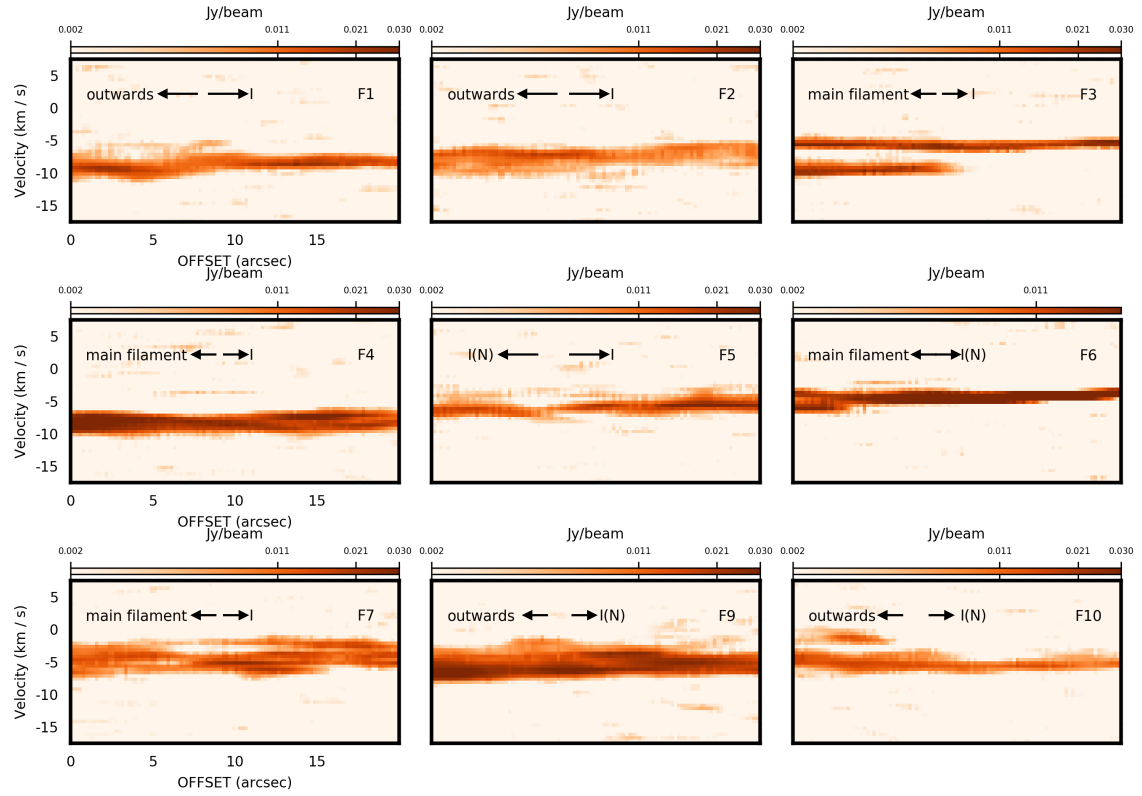 Jy/beam Jy/beam Jy/beam
0.002 0.011 0.021 0.030 0.002 0.011 0.021 0.030 0.002 0.011 0.021 0.030
outwards I F1 outwards I F2 main filament I F3
5
0
-5
-10
-15
Velocity (km / s)
0 5 10 15
OFFSET (arcsec)
Jy/beam Jy/beam Jy/beam
0.002 0.011 0.021 0.030 0.002 0.011 0.021 0.030 0.002 0.011
main filament I F4 I(N) I F5 main filament I(N) F6
5
0
-5
-10
-15
Velocity (km / s)
0 5 10 15
OFFSET (arcsec)
Jy/beam Jy/beam Jy/beam
0.002 0.011 0.021 0.030 0.002 0.011 0.021 0.030 0.002 0.011 0.021 0.030
main filament I F7 outwards I(N) F9 outwards I(N) F10
5
0
-5
-10
-15
Velocity (km / s)
0 5 10 15
OFFSET (arcsec)